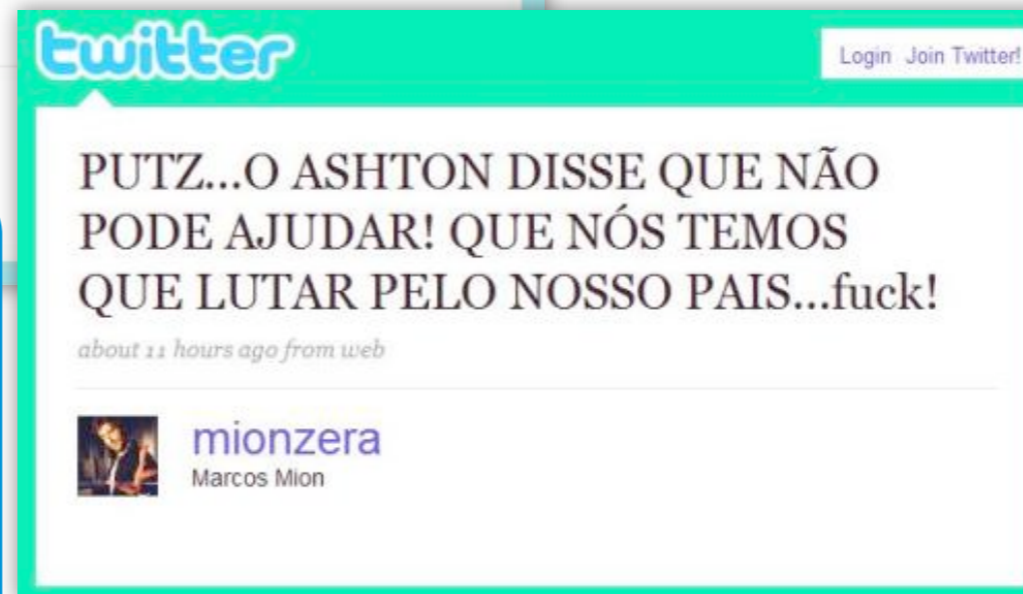 twitter
Login Join Twitter!
PUTZ...O ASHTON DISSE QUE NÃO
PODE AJUDAR! QUE NÓS TEMOS
QUE LUTAR PELO NOSSO PAIS...fuck!
about 11 hours ago from web
mionzera
Marcos Mion